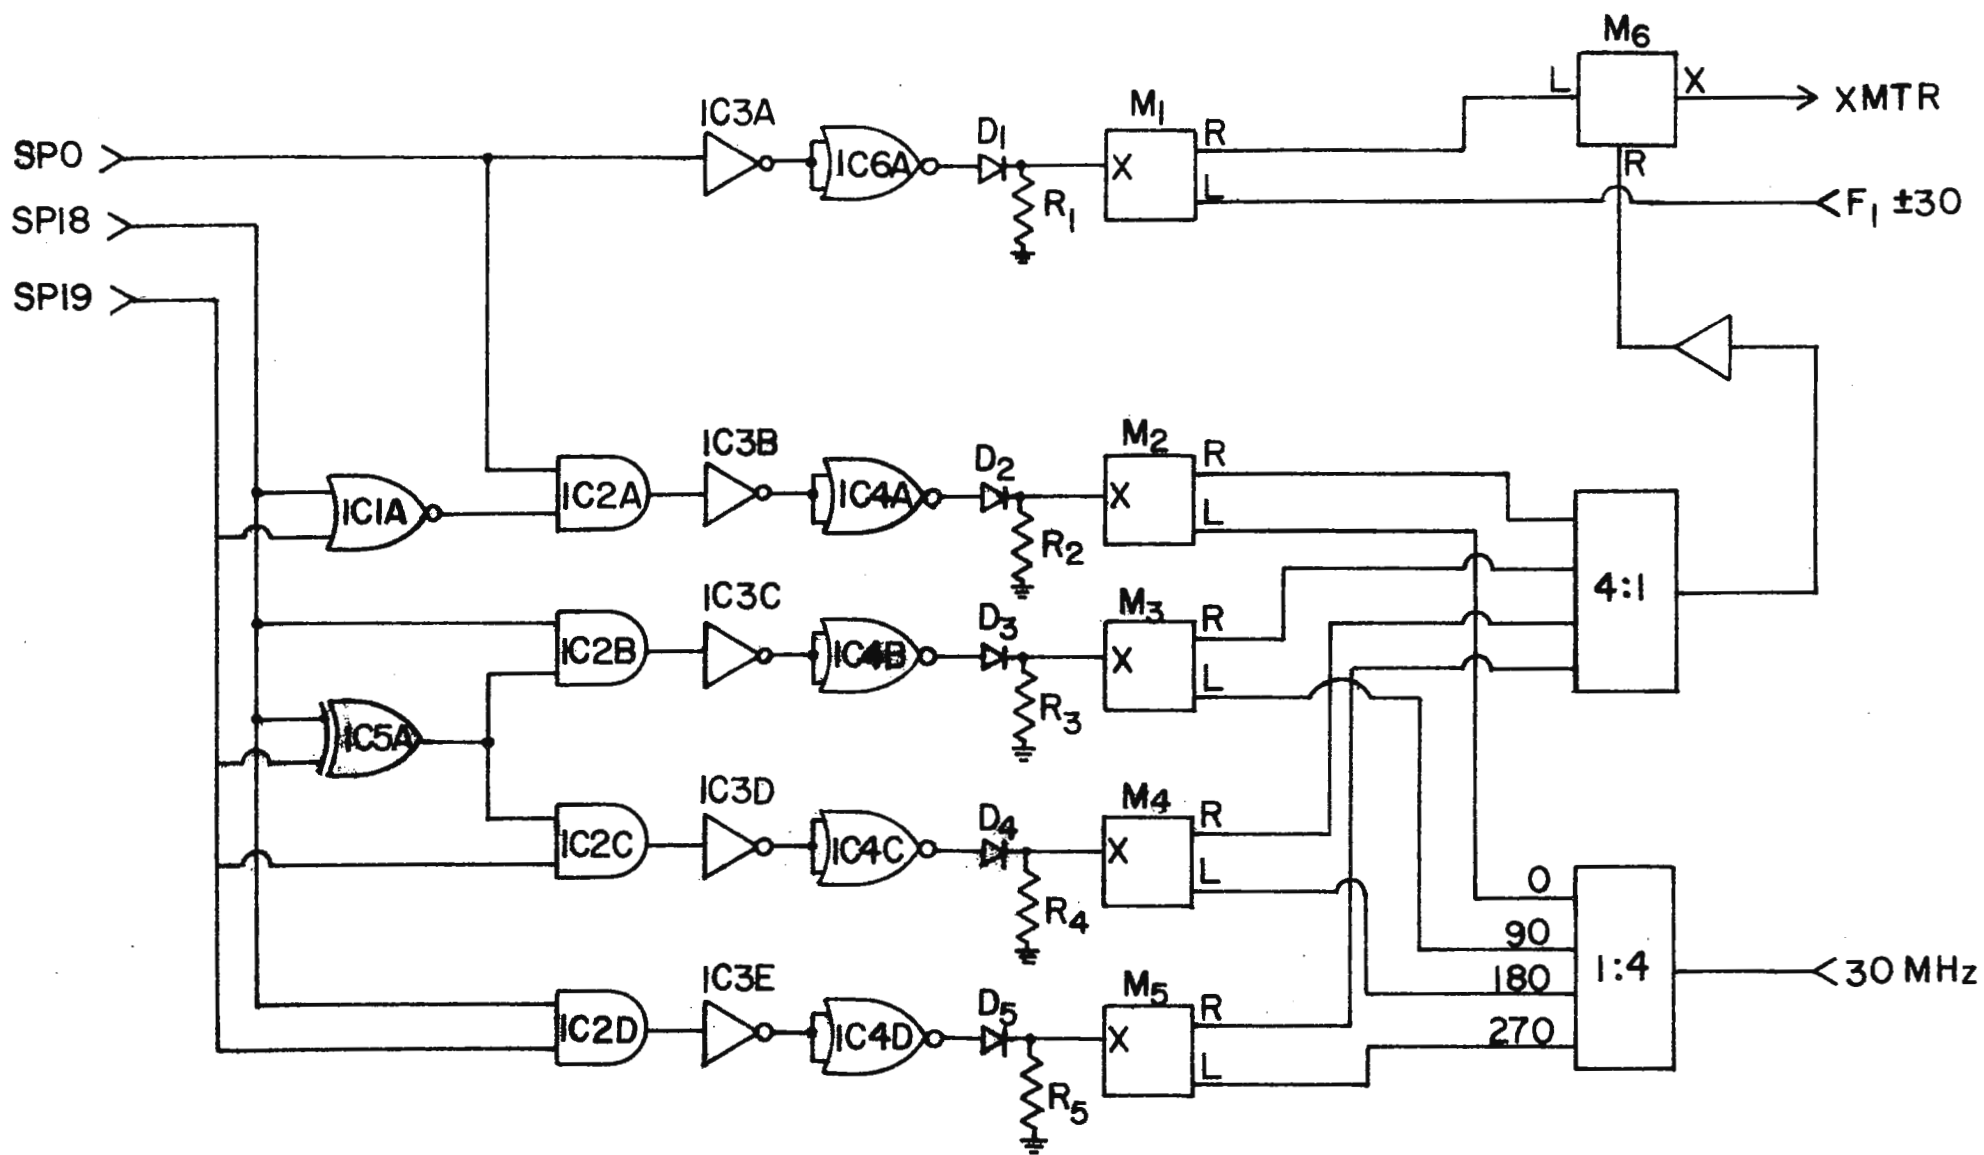 M6
L
X
XMTR
IC3A
M1
D1
R
SP0
IC6A
X
R
L
R1
F1 ±30
SP18
SP19
IC3B
M2
D2
R
IC1A
IC2A
IC4A
X
L
R2
4:1
IC3C
M3
D3
R
IC2B
IC4B
X
L
R3
IC5A
IC3D
M4
D4
R
IC2C
IC4C
X
L
R4
0
90
180
270
1:4
30 MHz
IC3E
M5
D5
R
IC2D
IC4D
X
L
R5